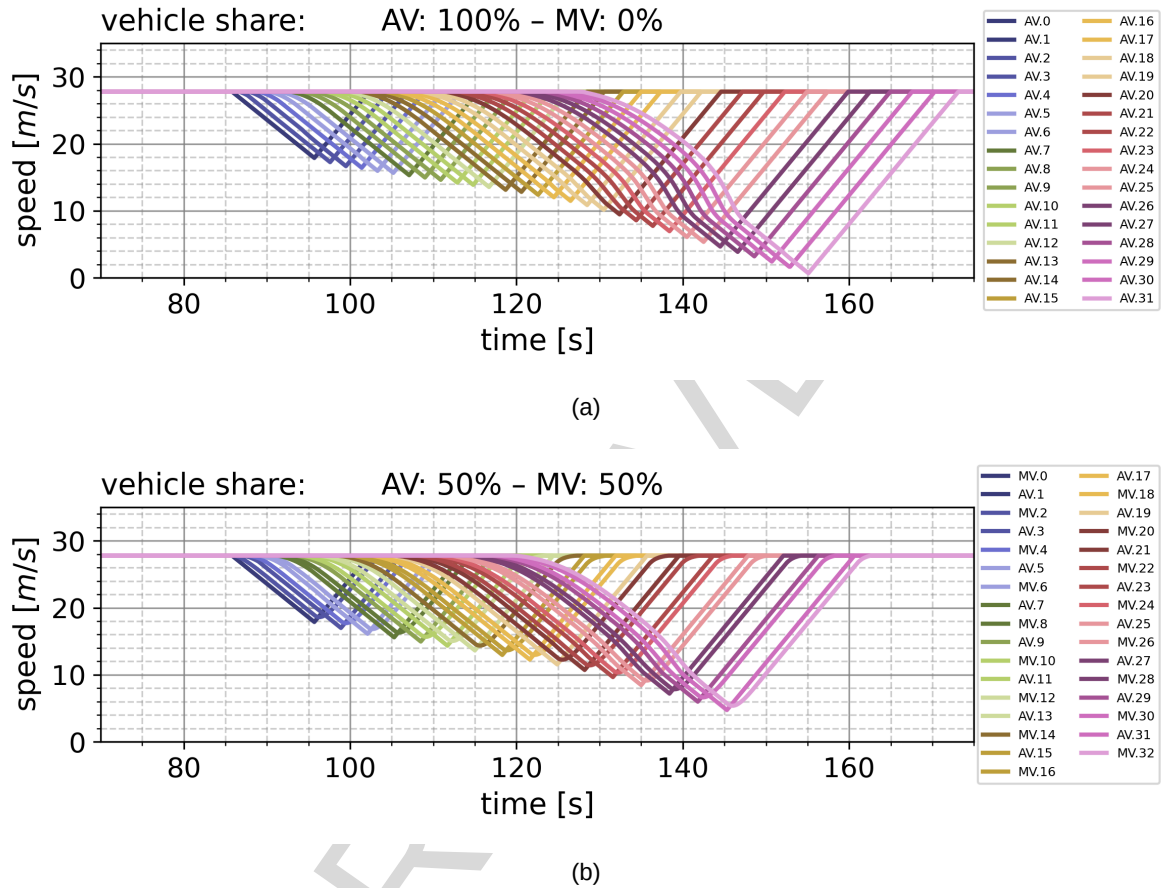 vehicle share: AV: 100% – MV: 0%
speed [m/s]
30
20
10
0
80 100 120 140 160
time [s]
AV.0 AV.16
AV.1 AV.17
AV.2 AV.18
AV.3 AV.19
AV.4 AV.20
AV.5 AV.21
AV.6 AV.22
AV.7 AV.23
AV.8 AV.24
AV.9 AV.25
AV.10 AV.26
AV.11 AV.27
AV.12 AV.28
AV.13 AV.29
AV.14 AV.30
AV.15 AV.31
(a)
vehicle share: AV: 50% – MV: 50%
speed [m/s]
30
20
10
0
80 100 120 140 160
time [s]
MV.0 AV.17
AV.1 MV.18
MV.2 AV.19
AV.3 MV.20
MV.4 AV.21
AV.5 MV.22
MV.6 AV.23
AV.7 MV.24
MV.8 AV.25
AV.9 MV.26
MV.10 AV.27
AV.11 MV.28
MV.12 AV.29
AV.13 MV.30
MV.14 AV.31
AV.15 MV.32
MV.16
(b)